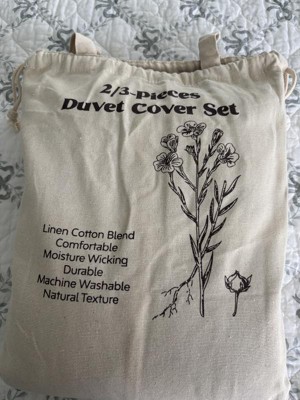 2/3-pieces
Duvet Cover Set
Linen Cotton Blend
Comfortable
Moisture Wicking
Durable
Machine Washable
Natural Texture